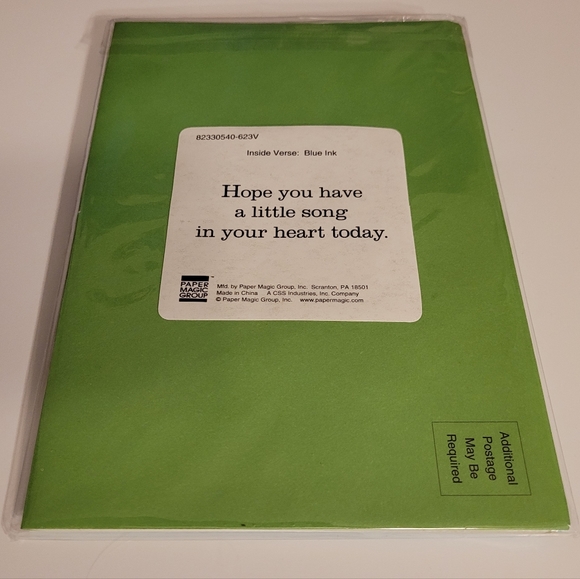 82330540-623V
Inside Verse: Blue Ink
Hope you have
a little song
in your heart today.
PAPER
MAGIC
GROUP
™
Mfd. by Paper Magic Group, Inc. Scranton, PA 18501
Made in China A CSS Industries, Inc. Company
© Paper Magic Group, Inc. www.papermagic.com
Additional
Postage
May Be
Required